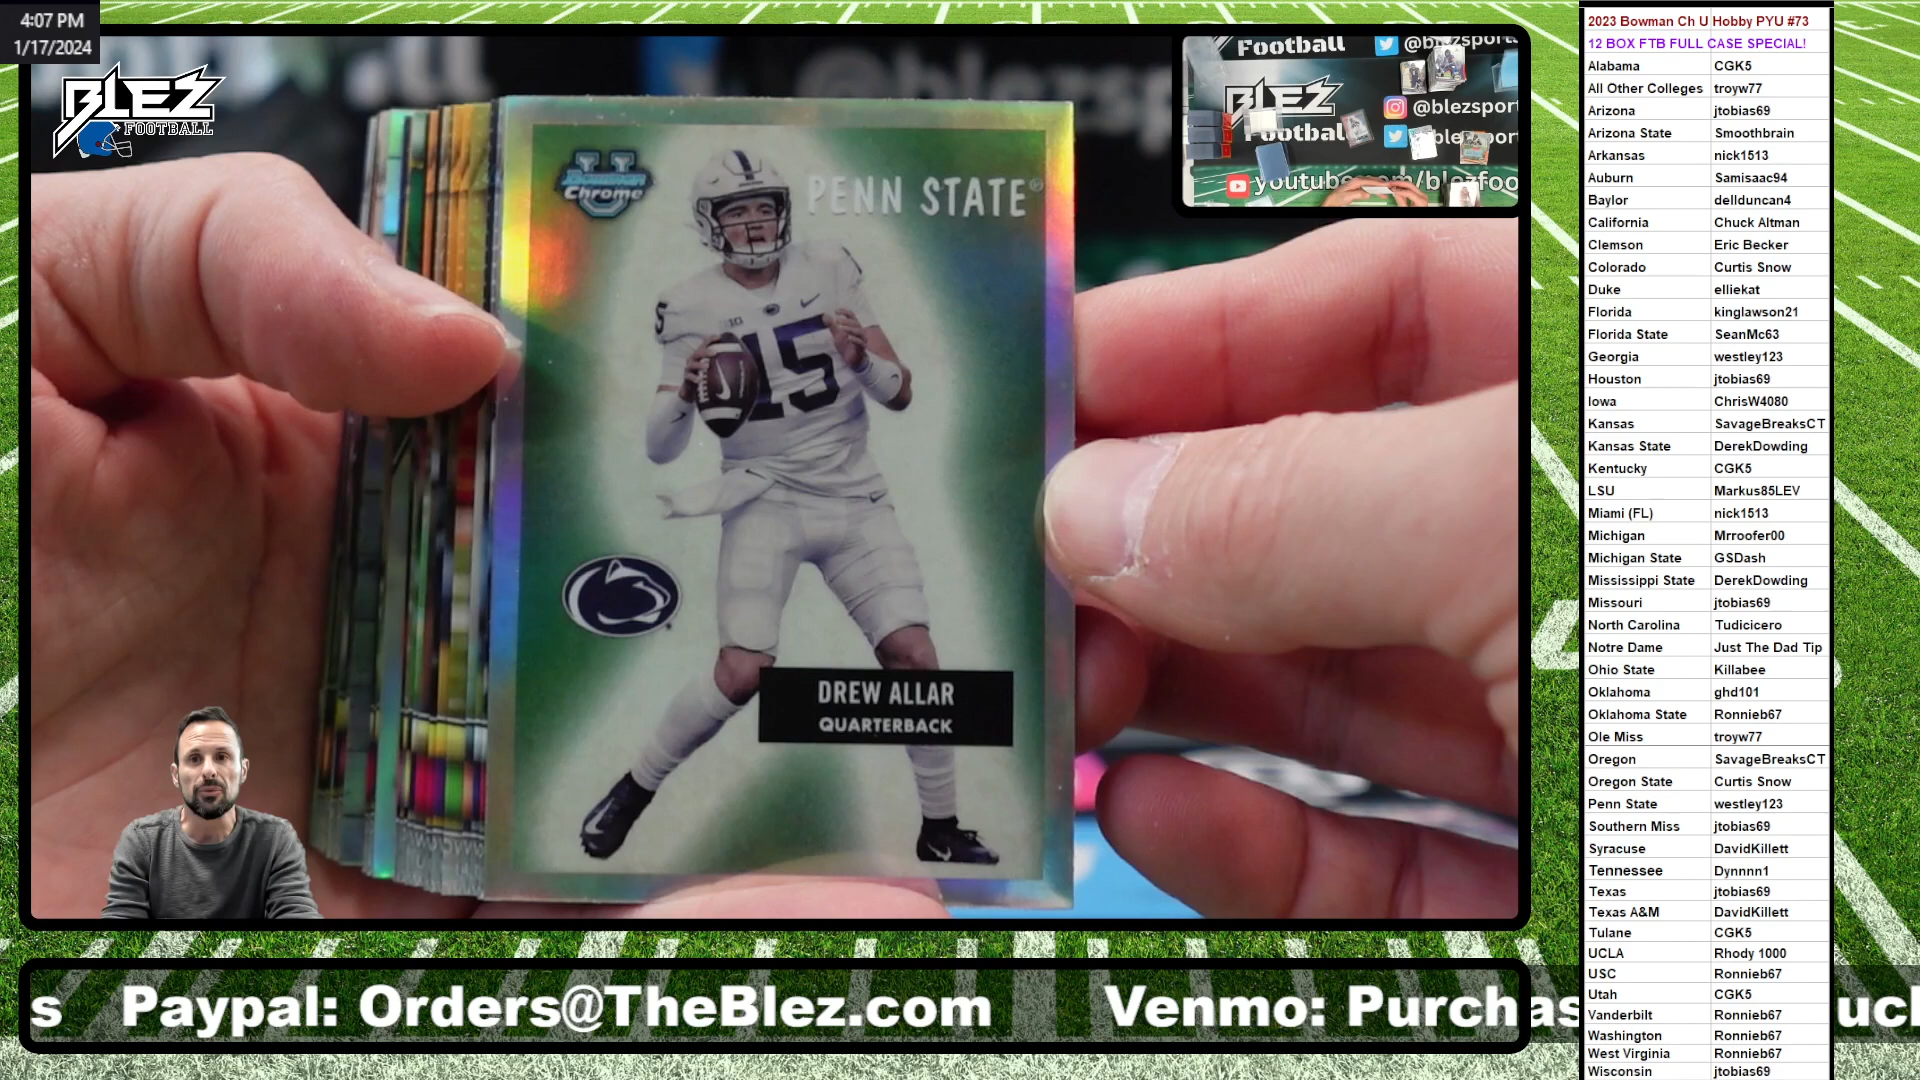 4:07 PM
1/17/2024
BLEZ
FOOTBALL
Bowman
Chrome
PENN STATE®
15
DREW ALLAR
QUARTERBACK
Football
BLEZ
Football
@blezsport
youtube.com/blezfoo
s Paypal: Orders@TheBlez.com Venmo: Purchas
2023 Bowman Ch U Hobby PYU #73
12 BOX FTB FULL CASE SPECIAL!
Alabama CGK5
All Other Colleges troyw77
Arizona jtobias69
Arizona State Smoothbrain
Arkansas nick1513
Auburn Samisaac94
Baylor dellduncan4
California Chuck Altman
Clemson Eric Becker
Colorado Curtis Snow
Duke elliekat
Florida kinglawson21
Florida State SeanMc63
Georgia westley123
Houston jtobias69
Iowa ChrisW4080
Kansas SavageBreaksCT
Kansas State DerekDowding
Kentucky CGK5
LSU Markus85LEV
Miami (FL) nick1513
Michigan Mrroofer00
Michigan State GSDash
Mississippi State DerekDowding
Missouri jtobias69
North Carolina Tudicicero
Notre Dame Just The Dad Tip
Ohio State Killabee
Oklahoma ghd101
Oklahoma State Ronnieb67
Ole Miss troyw77
Oregon SavageBreaksCT
Oregon State Curtis Snow
Penn State westley123
Southern Miss jtobias69
Syracuse DavidKillett
Tennessee Dynnnn1
Texas jtobias69
Texas A&M DavidKillett
Tulane CGK5
UCLA Rhody 1000
USC Ronnieb67
Utah CGK5
Vanderbilt Ronnieb67
Washington Ronnieb67
West Virginia Ronnieb67
Wisconsin jtobias69